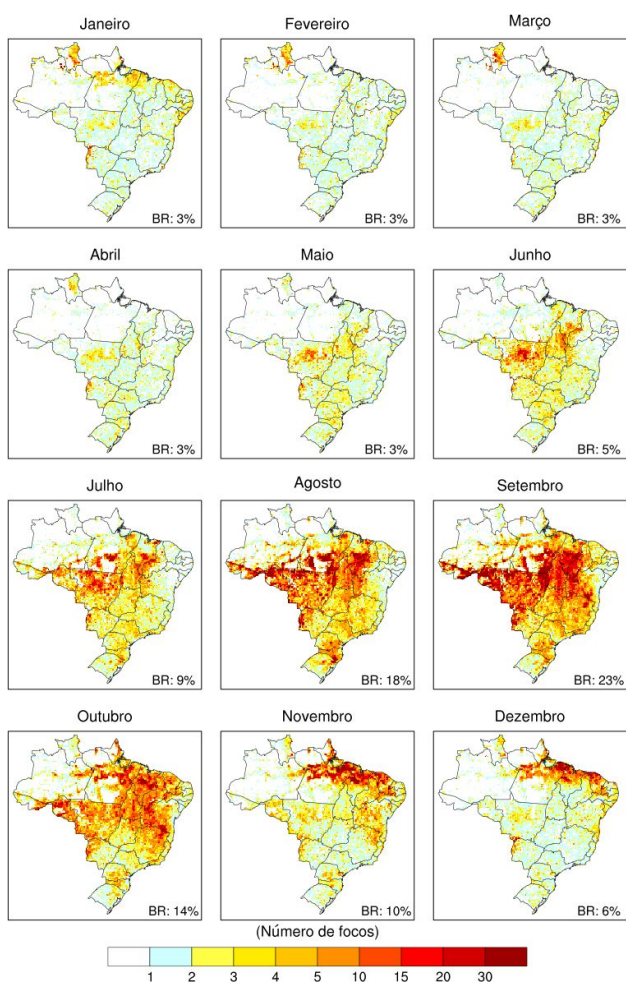 Janeiro Fevereiro Março
BR: 3% BR: 3% BR: 3%
Abril Maio Junho
BR: 3% BR: 3% BR: 5%
Julho Agosto Setembro
BR: 9% BR: 18% BR: 23%
Outubro Novembro Dezembro
BR: 14% BR: 10% BR: 6%
(Número de focos)
1 2 3 4 5 10 15 20 30